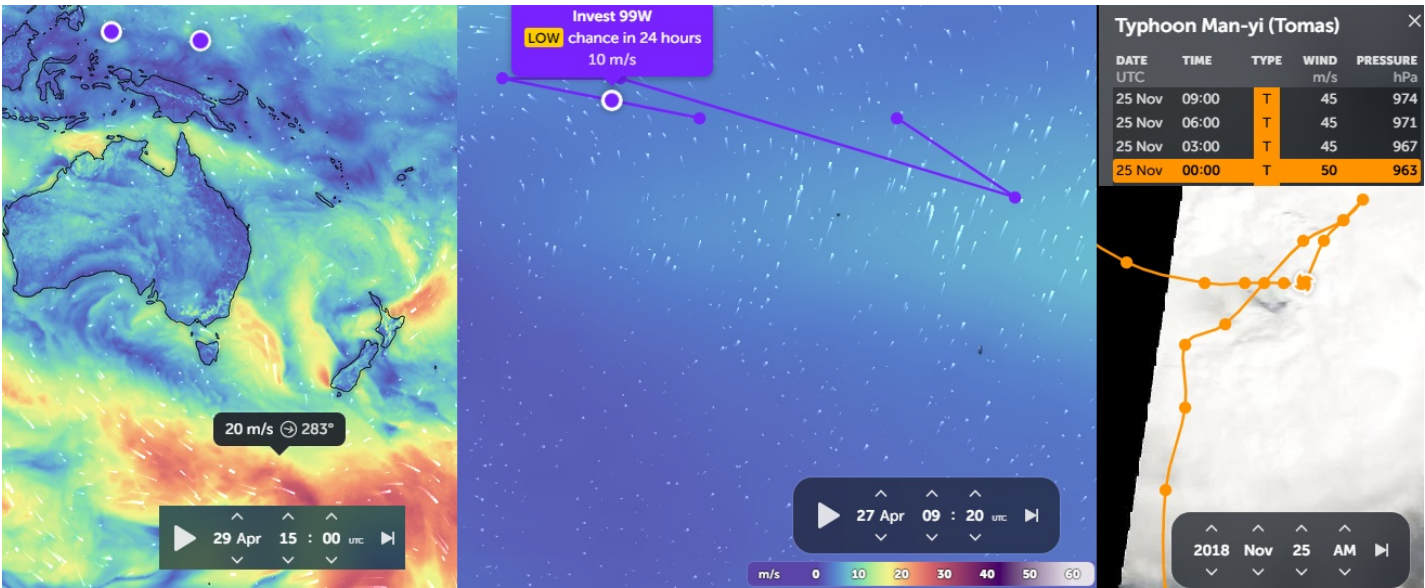 20 m/s 283°
29 Apr 15 : 00 UTC
Invest 99W
LOW chance in 24 hours
10 m/s
27 Apr 09 : 20 UTC
m/s 0 10 20 30 40 50 60
Typhoon Man-yi (Tomas)
DATE TIME TYPE WIND PRESSURE
UTC m/s hPa
25 Nov 09:00 T 45 974
25 Nov 06:00 T 45 971
25 Nov 03:00 T 45 967
25 Nov 00:00 T 50 963
2018 Nov 25 AM